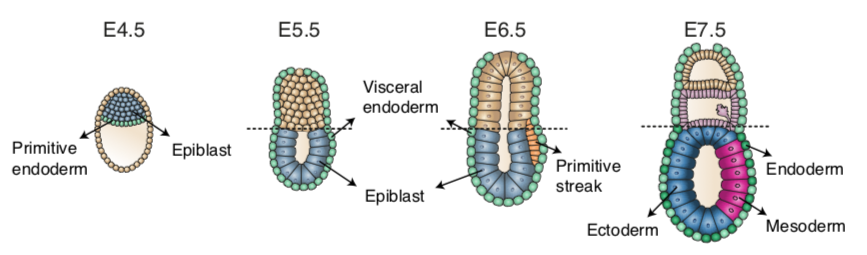 E4.5
E5.5
E6.5
E7.5
Primitive
endoderm
Epiblast
Visceral
endoderm
Epiblast
Primitive
streak
Endoderm
Ectoderm
Mesoderm